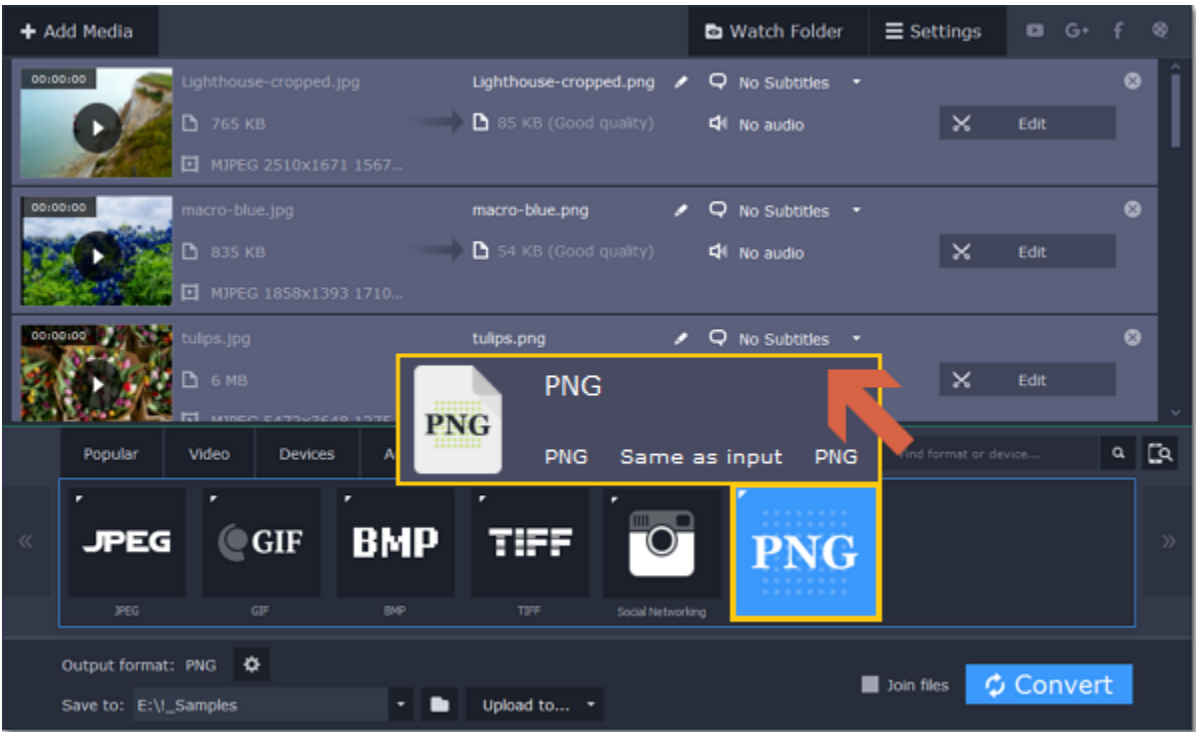 Add Media
Watch Folder
Settings
G+
f
00:00:00
Lighthouse-cropped.jpg
Lighthouse-cropped.png
No Subtitles
765 KB
85 KB (Good quality)
No audio
Edit
MJPEG 2510x1671 1567...
00:00:00
macro-blue.jpg
macro-blue.png
No Subtitles
835 KB
54 KB (Good quality)
No audio
Edit
MJPEG 1858x1393 1710...
00:00:00
tulips.jpg
tulips.png
No Subtitles
6 MB
Edit
MJPEG 5472x3648 1275
PNG
PNG
PNG Same as input PNG
Popular
Video
Devices
A
Find format or device....
JPEG
GIF
BMP
TIFF
PNG
JPEG
GIF
BMP
TIFF
Social Networking
Output format: PNG
Join files
Convert
Save to: E:\!_Samples
Upload to...